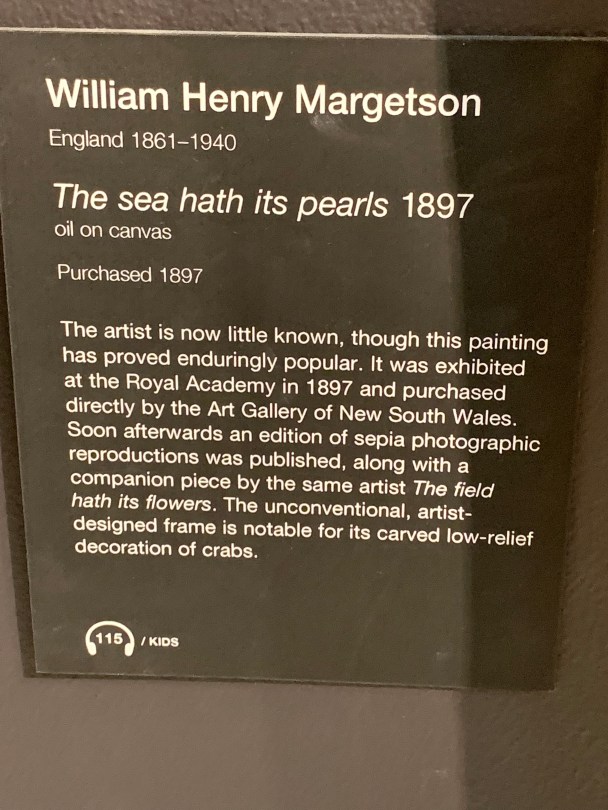 William Henry Margetson
England 1861–1940
The sea hath its pearls 1897
oil on canvas
Purchased 1897
The artist is now little known, though this painting
has proved enduringly popular. It was exhibited
at the Royal Academy in 1897 and purchased
directly by the Art Gallery of New South Wales.
Soon afterwards an edition of sepia photographic
reproductions was published, along with a
companion piece by the same artist The field
hath its flowers. The unconventional, artist-
designed frame is notable for its carved low-relief
decoration of crabs.
115 / KIDS